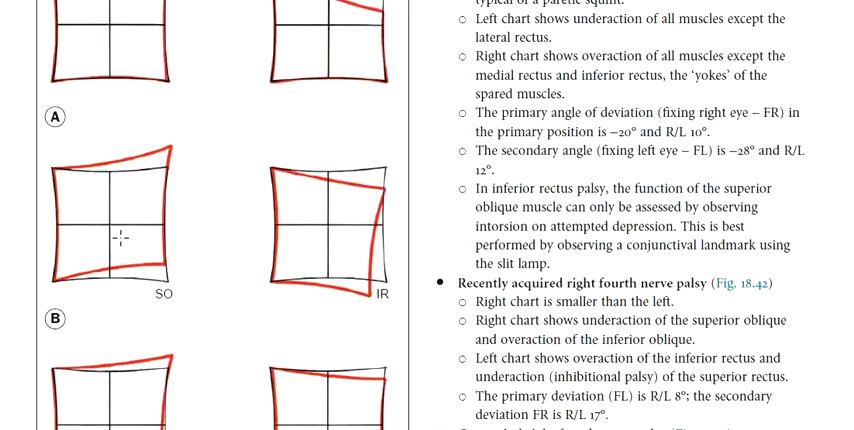 A
SO
IR
B
○ Left chart shows underaction of all muscles except the
lateral rectus.
○ Right chart shows overaction of all muscles except the
medial rectus and inferior rectus, the ‘yokes’ of the
spared muscles.
○ The primary angle of deviation (fixing right eye – FR) in
the primary position is −20° and R/L 10°.
○ The secondary angle (fixing left eye – FL) is −28° and R/L
12°.
○ In inferior rectus palsy, the function of the superior
oblique muscle can only be assessed by observing
intorsion on attempted depression. This is best
performed by observing a conjunctival landmark using
the slit lamp.
● Recently acquired right fourth nerve palsy (Fig. 18.42)
○ Right chart is smaller than the left.
○ Right chart shows underaction of the superior oblique
and overaction of the inferior oblique.
○ Left chart shows overaction of the inferior rectus and
underaction (inhibitional palsy) of the superior rectus.
○ The primary deviation (FL) is R/L 8°; the secondary
deviation FR is R/L 17°.